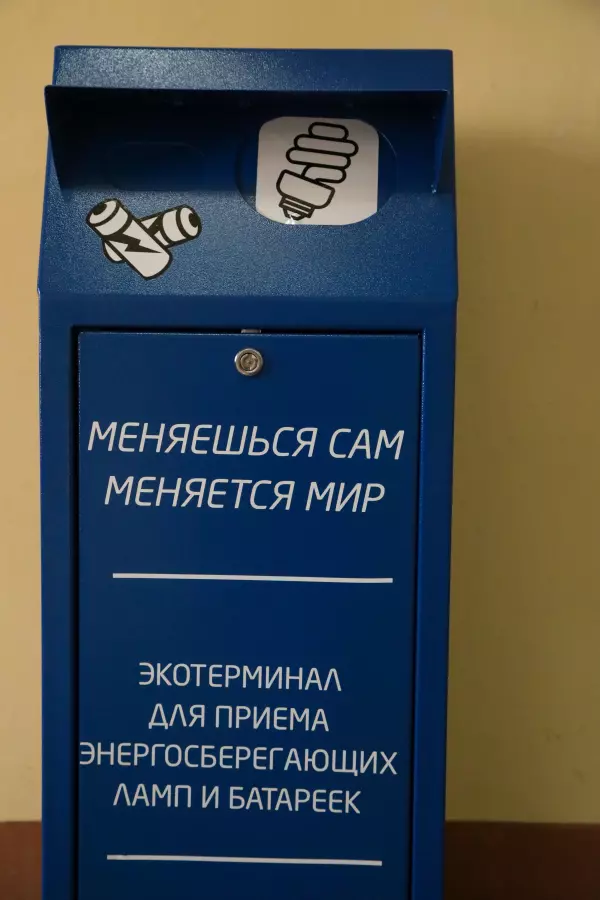 МЕНЯЕШЬСЯ САМ
МЕНЯЕТСЯ МИР
ЭКОТЕРМИНАЛ
ДЛЯ ПРИЕМА
ЭНЕРГОСБЕРЕГАЮЩИХ
ЛАМП И БАТАРЕЕК